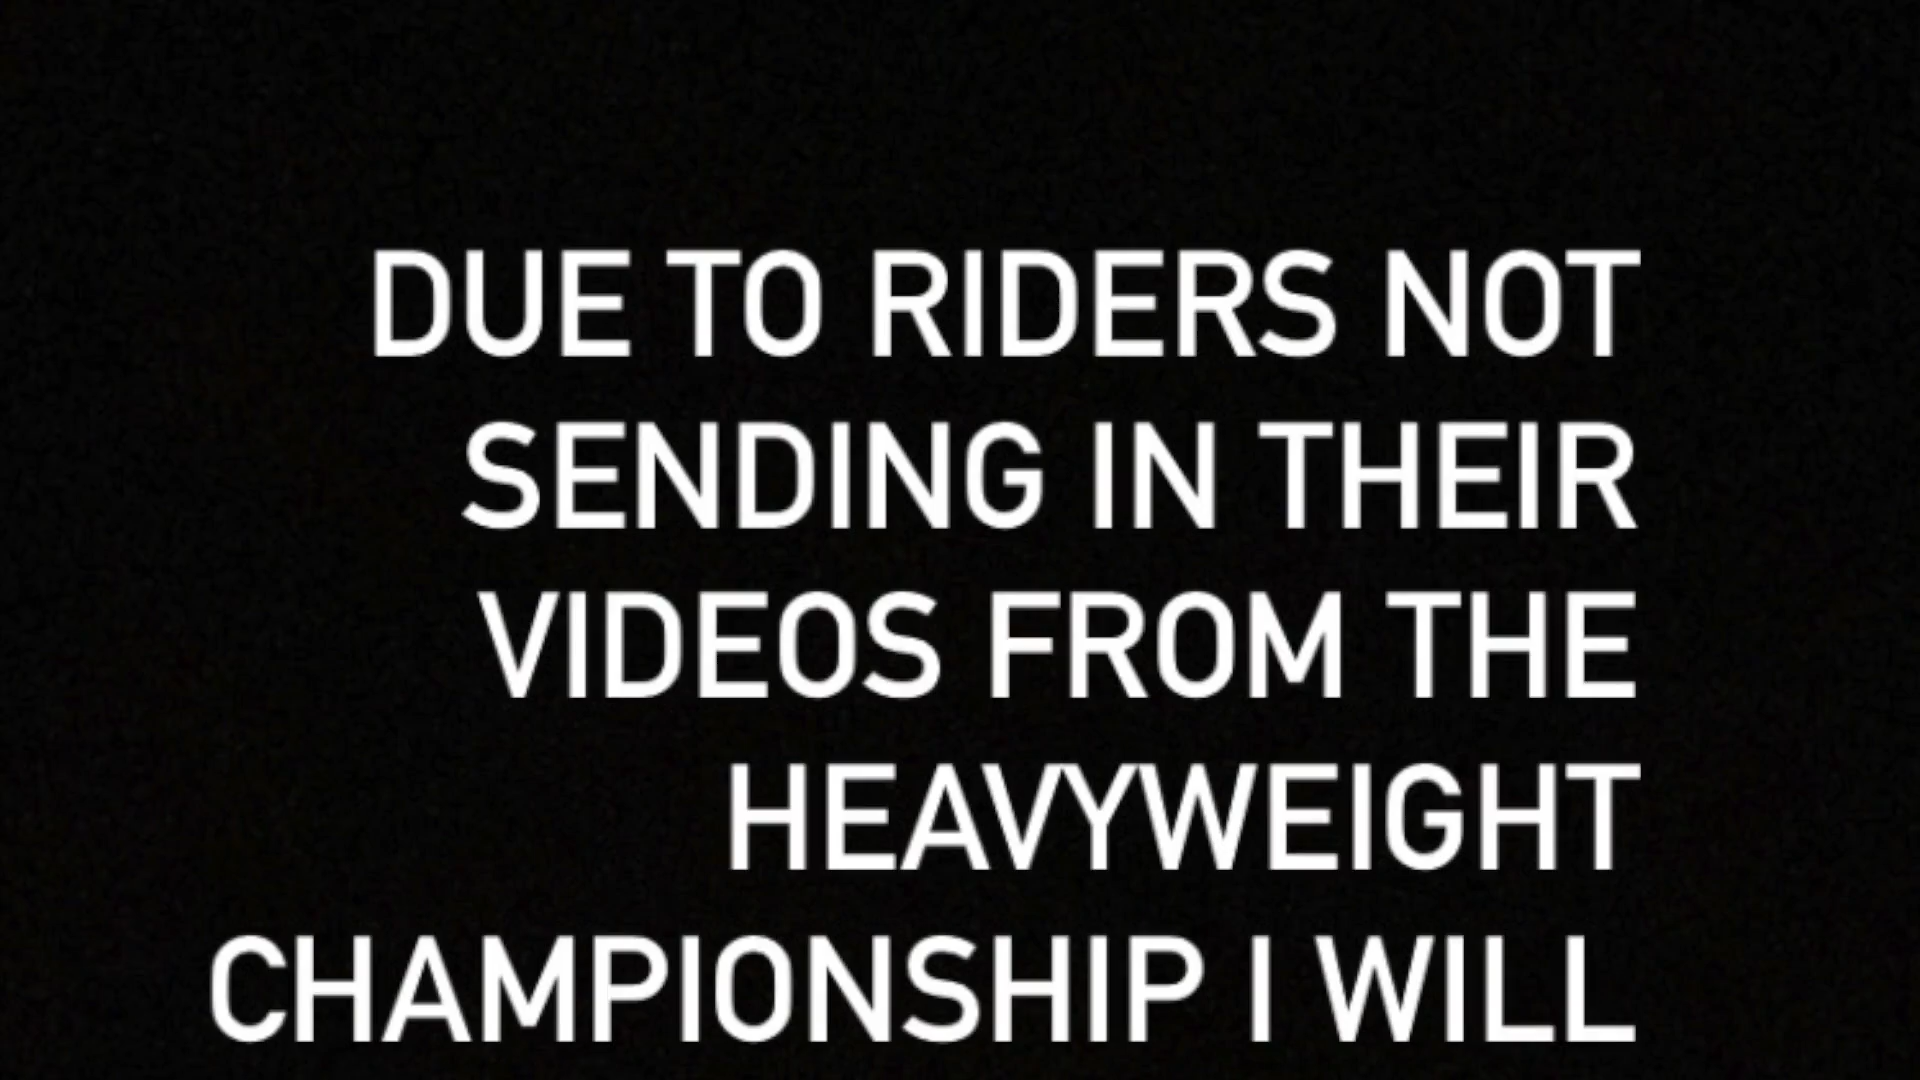 DUE TO RIDERS NOT
SENDING IN THEIR
VIDEOS FROM THE
HEAVYWEIGHT
CHAMPIONSHIP I WILL